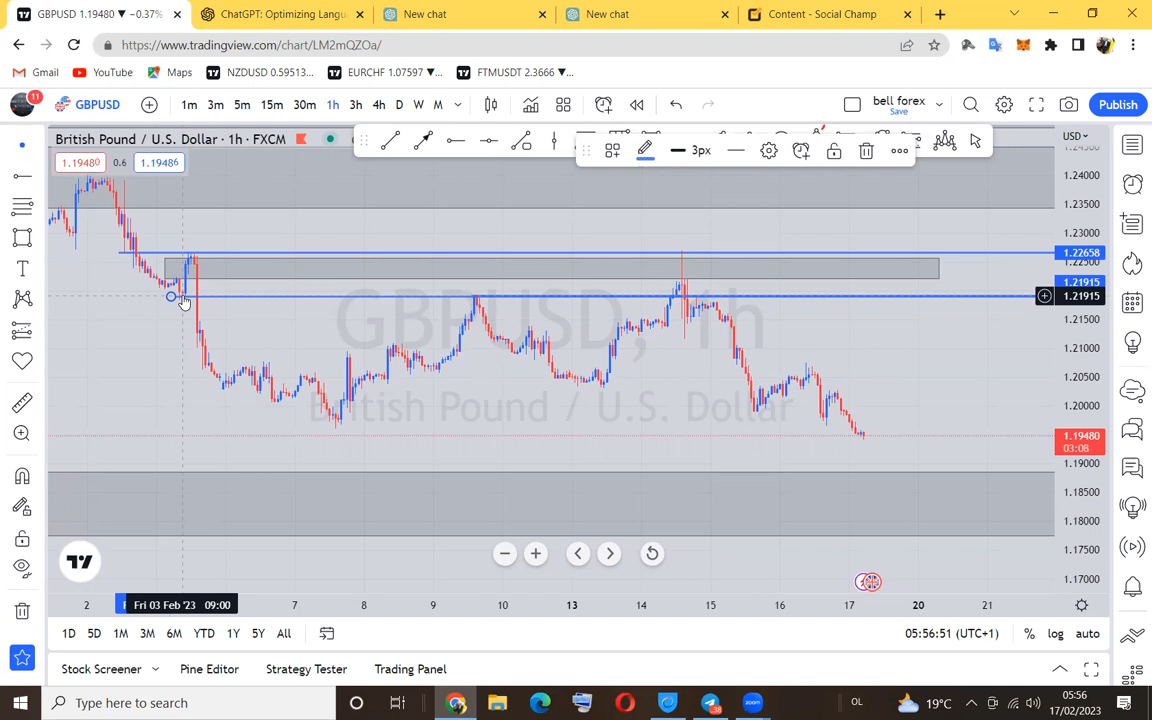 GBPUSD 1.19480 ▼ −0.37%
ChatGPT: Optimizing Langu
New chat
New chat
Content - Social Champ
https://www.tradingview.com/chart/LM2mQZOa/
Gmail
YouTube
Maps
NZDUSD 0.59513...
EURCHF 1.07597 ▼...
FTMUSDT 2.3666 ▼...
11
GBPUSD
1m
3m
5m
15m
30m
1h
3h
4h
D
W
M
bell forex
Save
Publish
British Pound / U.S. Dollar · 1h · FXCM
USD
1.19480
0.6
1.19486
3px
1.24500
1.24000
1.23500
1.23000
1.22658
1.22500
1.21915
1.21915
1.21500
1.21000
1.20500
1.20000
1.19480
03:08
1.19000
1.18500
1.18000
1.17500
1.17000
GBPUSD, 1h
British Pound / U.S. Dollar
2
Fri 03 Feb '23 09:00
7
8
9
10
13
14
15
16
17
20
21
1D
5D
1M
3M
6M
YTD
1Y
5Y
All
05:56:51 (UTC+1)
%
log
auto
Stock Screener
Pine Editor
Strategy Tester
Trading Panel
Type here to search
38
19°C
OL
05:56
17/02/2023